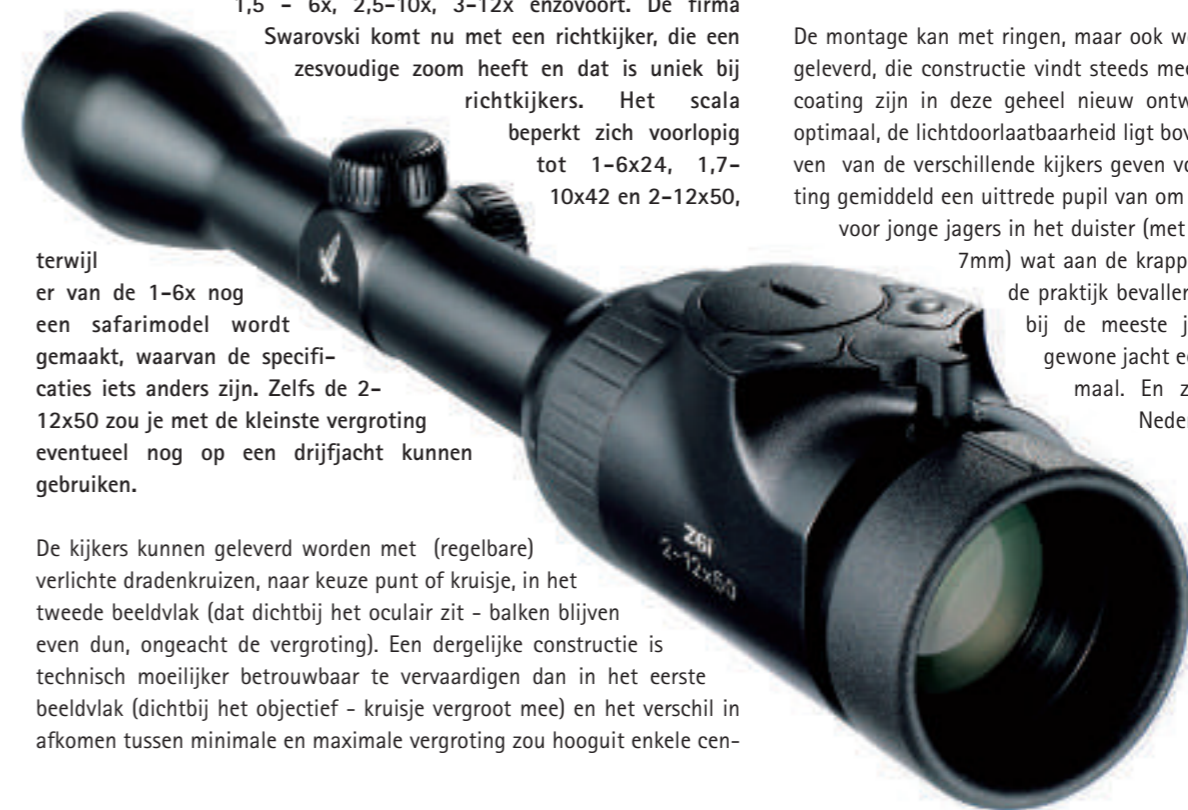 1,5 - 6x, 2,5-10x, 3-12x enzovoort. De firma
Swarovski komt nu met een richtkijker, die een
zesvoudige zoom heeft en dat is uniek bij
richtkijkers. Het scala
beperkt zich voorlopig
tot 1-6x24, 1,7-
10x42 en 2-12x50,
terwijl
er van de 1-6x nog
een safarimodel wordt
gemaakt, waarvan de specifi-
caties iets anders zijn. Zelfs de 2-
12x50 zou je met de kleinste vergroting
eventueel nog op een drijfjacht kunnen
gebruiken.
De kijkers kunnen geleverd worden met (regelbare)
verlichte dradenkruizen, naar keuze punt of kruisje, in het
tweede beeldvlak (dat dichtbij het oculair zit - balken blijven
even dun, ongeacht de vergroting). Een dergelijke constructie is
technisch moeilijker betrouwbaar te vervaardigen dan in het eerste
beeldvlak (dichtbij het objectief - kruisje vergroot mee) en het verschil in
afkomen tussen minimale en maximale vergroting zou hooguit enkele cen-
De montage kan met ringen, maar ook
geleverd, die constructie vindt steeds
coating zijn in deze geheel nieuw
optimaal, de lichtdoorlaatbaarheid ligt
ven van de verschillende kijkers geven
ting gemiddeld een uittrede pupil van om
voor jonge jagers in het duister (met
7mm) wat aan de krappe
de praktijk
bij de meeste
gewone jacht
maal. En
Z6i
2-12x50